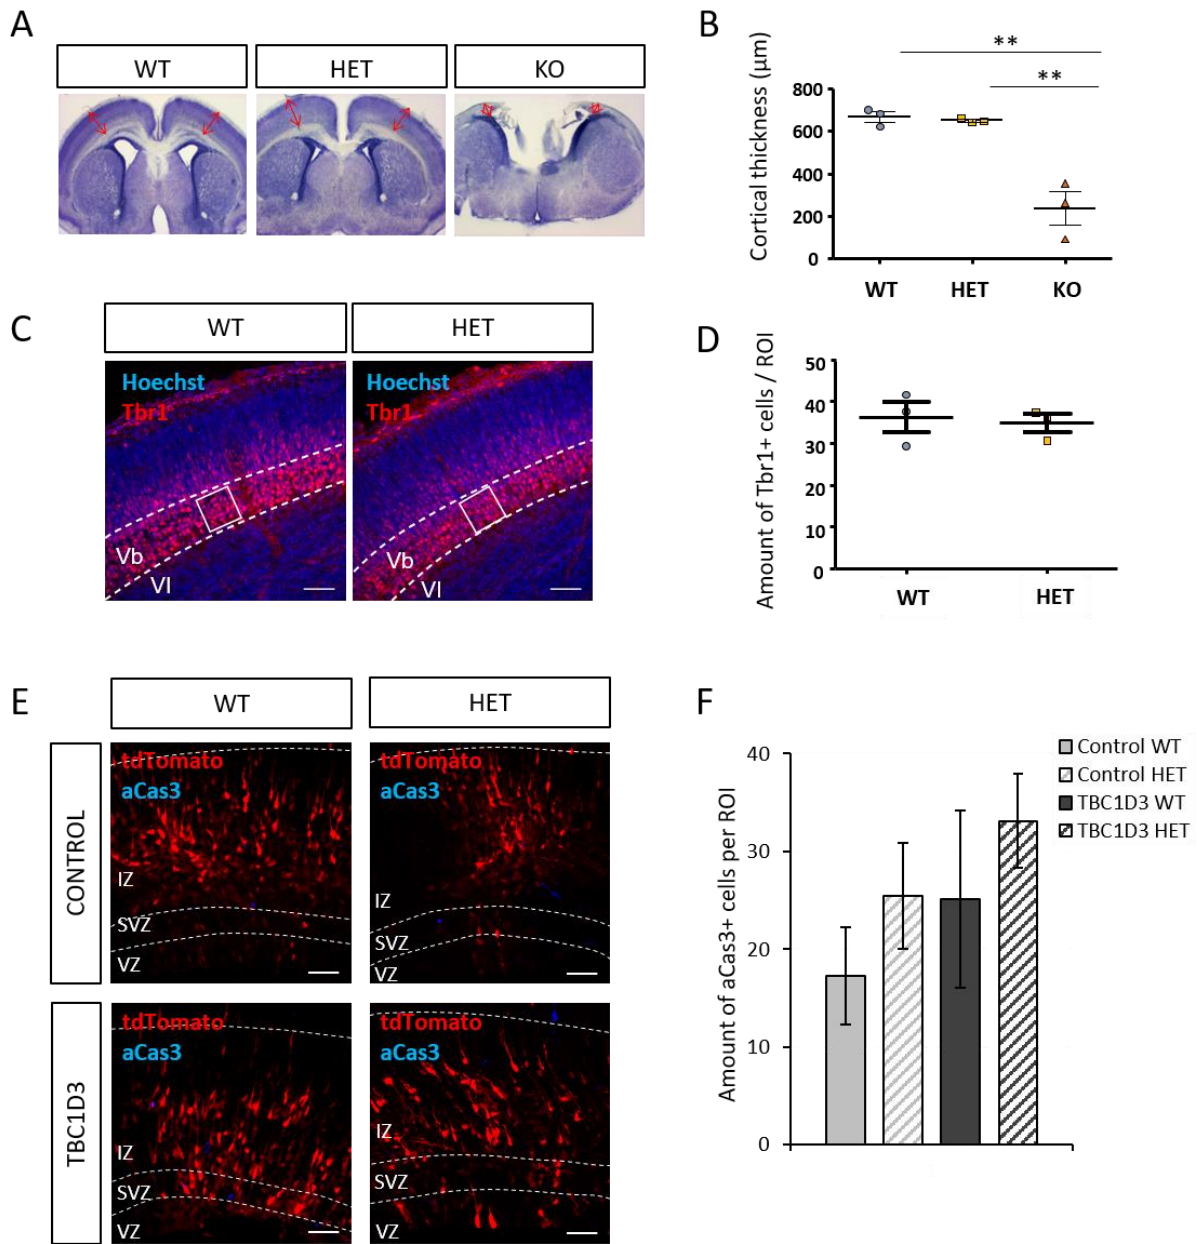 A
WT
HET
KO
B
**
**
Cortical thickness (µm)
800
600
400
200
0
WT
HET
KO
C
WT
HET
Hoechst
Tbr1
Vb
VI
Hoechst
Tbr1
Vb
VI
D
Amount of Tbr1+ cells / ROI
50
40
30
20
10
0
WT
HET
E
WT
HET
CONTROL
tdTomato
aCas3
IZ
SVZ
VZ
tdTomato
aCas3
IZ
SVZ
VZ
TBC1D3
tdTomato
aCas3
IZ
SVZ
VZ
tdTomato
aCas3
IZ
SVZ
VZ
F
Amount of aCas3+ cells per ROI
40
30
20
10
0
Control WT
Control HET
TBC1D3 WT
TBC1D3 HET